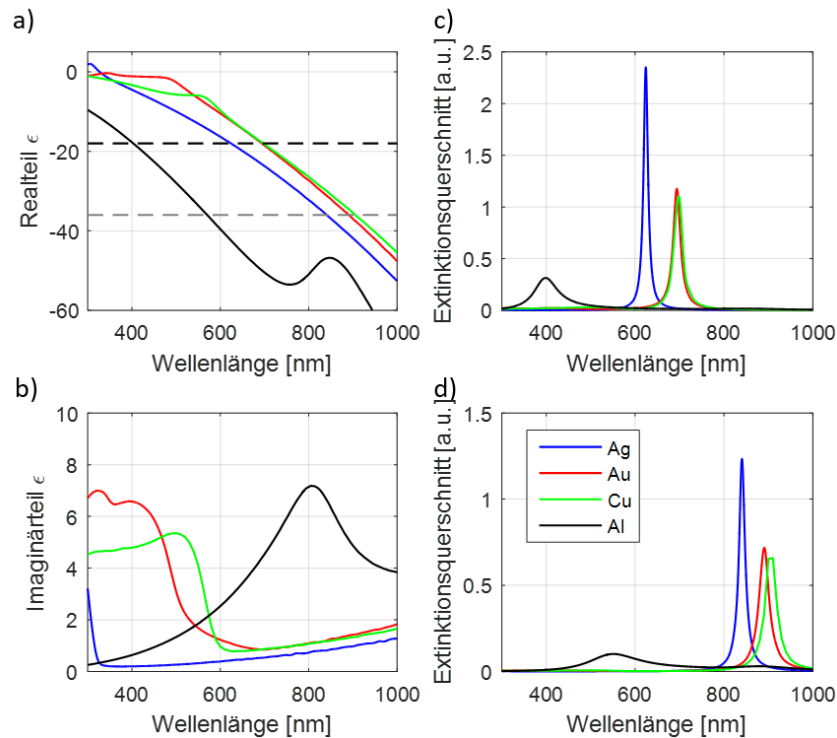 a)
Realteil ϵ
0
-20
-40
-60
400
600
800
1000
Wellenlänge [nm]
b)
Imaginärteil ϵ
10
8
6
4
2
0
400
600
800
1000
Wellenlänge [nm]
c)
Extinktionsquerschnitt [a.u.]
2.5
2
1.5
1
0.5
0
400
600
800
1000
Wellenlänge [nm]
d)
Extinktionsquerschnitt [a.u.]
1.5
1
0.5
0
Ag
Au
Cu
Al
400
600
800
1000
Wellenlänge [nm]